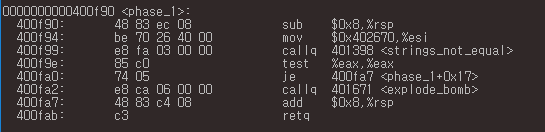 0000000000400f90 <phase_1>:
400f90: 48 83 ec 08 sub $0x8,%rsp
400f94: be 70 26 40 00 mov $0x402670,%esi
400f99: e8 fa 03 00 00 callq 401398 <strings_not_equal>
400f9e: 85 c0 test %eax,%eax
400fa0: 74 05 je 400fa7 <phase_1+0x17>
400fa2: e8 ca 06 00 00 callq 401671 <explode_bomb>
400fa7: 48 83 c4 08 add $0x8,%rsp
400fab: c3 retq